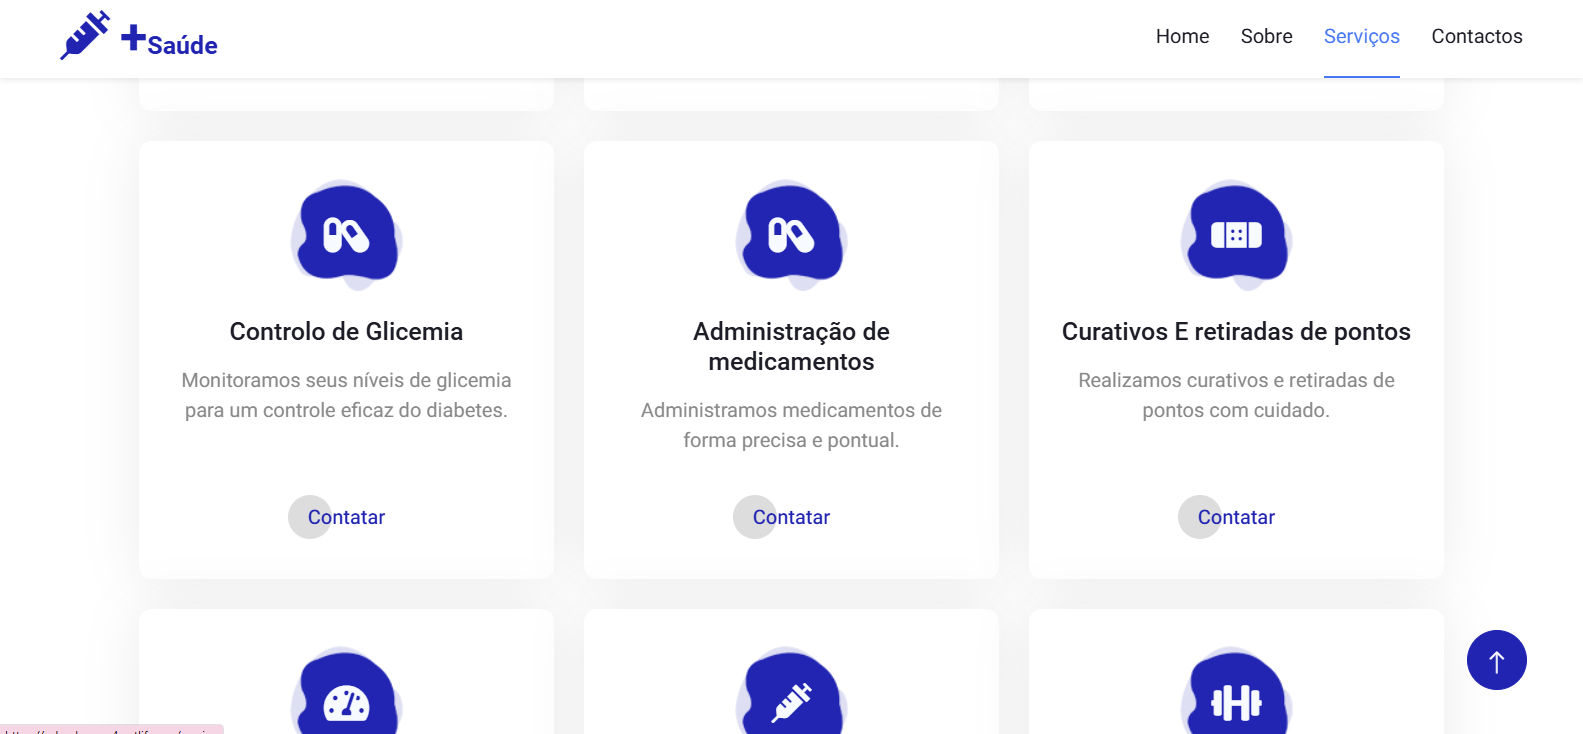 +Saúde
Home Sobre Serviços Contactos
Controlo de Glicemia
Monitoramos seus níveis de glicemia
para um controle eficaz do diabetes.
Contatar
Administração de
medicamentos
Administramos medicamentos de
forma precisa e pontual.
Contatar
Curativos E retiradas de pontos
Realizamos curativos e retiradas de
pontos com cuidado.
Contatar